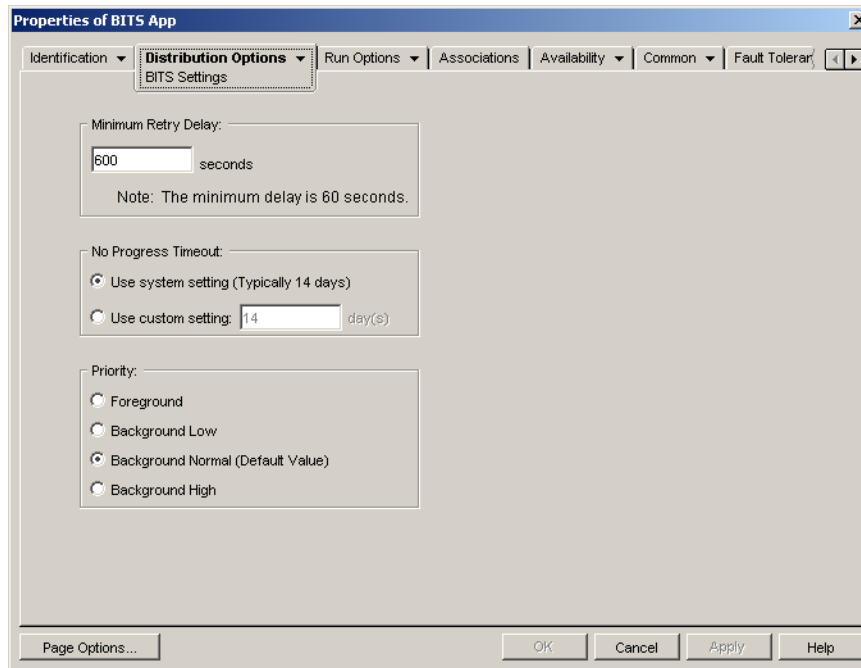 Properties of BITS App
Identification Distribution Options Run Options Associations Availability Common Fault Toleran
BITS Settings
Minimum Retry Delay:
600 seconds
Note: The minimum delay is 60 seconds.
No Progress Timeout:
Use system setting (Typically 14 days)
Use custom setting: 14 day(s)
Priority:
Foreground
Background Low
Background Normal (Default Value)
Background High
Page Options... OK Cancel Apply Help